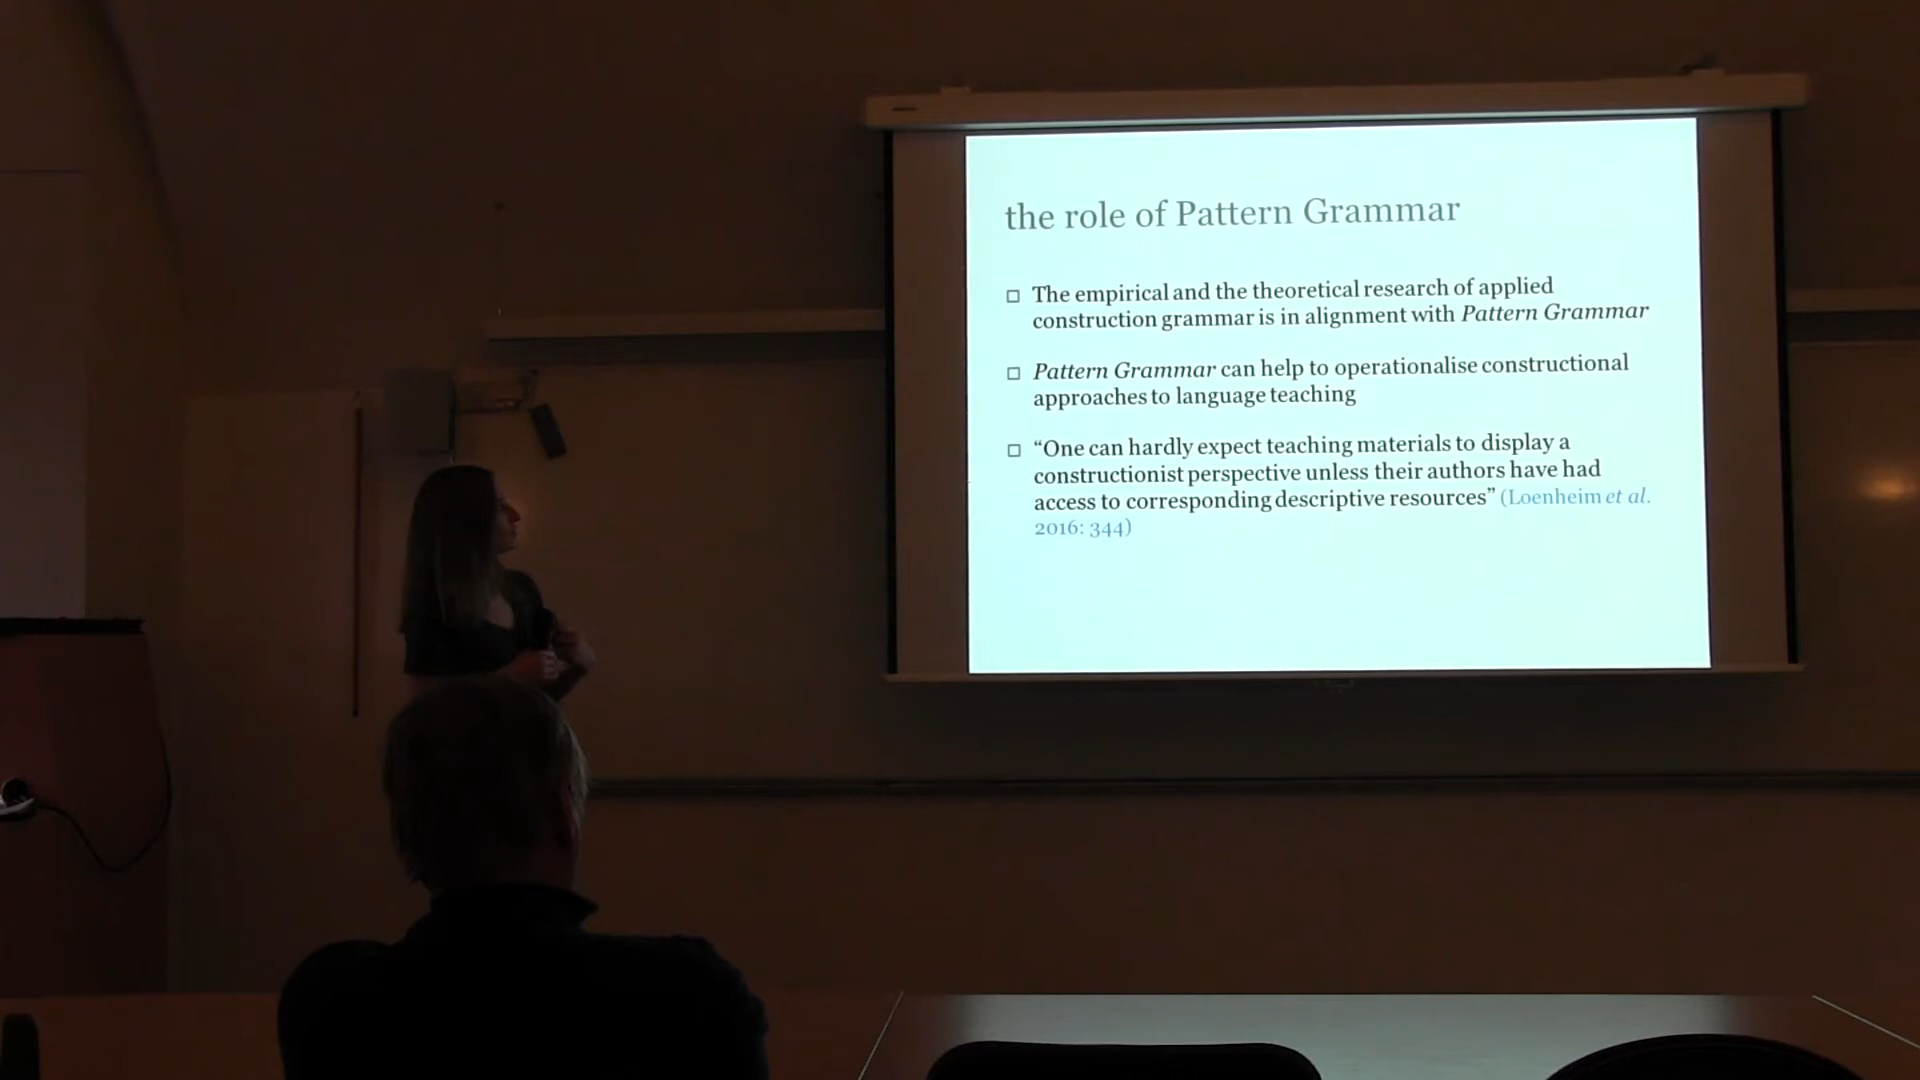 the role of Pattern Grammar
□ The empirical and the theoretical research of applied
construction grammar is in alignment with Pattern Grammar
□ Pattern Grammar can help to operationalise constructional
approaches to language teaching
□ “One can hardly expect teaching materials to display a
constructionist perspective unless their authors have had
access to corresponding descriptive resources” (Loenheim et al.
2016: 344)